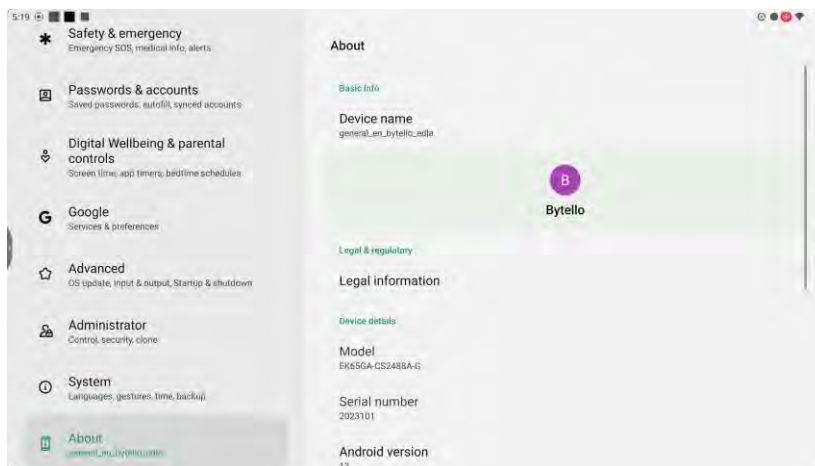 5:19
Safety & emergency
Emergency SOS, medical info, alerts
Passwords & accounts
Saved passwords, autofill, synced accounts
Digital Wellbeing & parental
controls
Screen time, app timers, bedtime schedules
Google
Services & preferences
Advanced
OS update, Input & output, Startup & shutdown
Administrator
Control, security, clone
System
Languages, gestures, time, backup
About
general_en_bytello_edla
About
Basic info
Device name
general_en_bytello_edla
B
Bytello
Legal & regulatory
Legal information
Device details
Model
EK65GA-CS2488A-G
Serial number
2023101
Android version